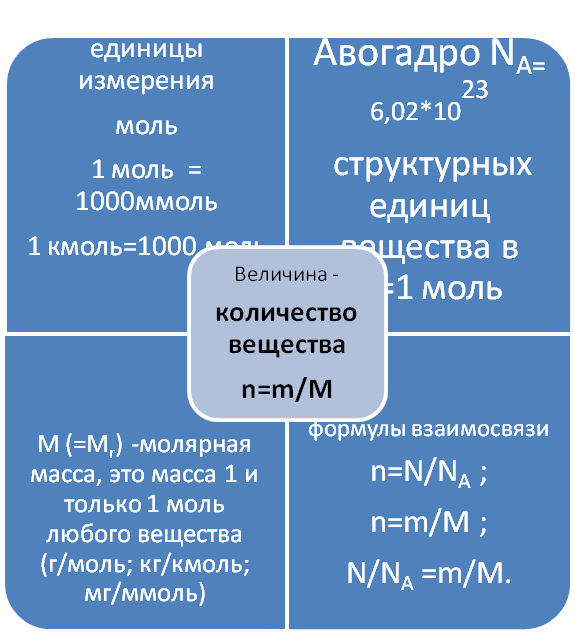 единицы
измерения
моль
1 моль =
1000ммоль
1 кмоль=1000 моль
Авогадро NA=
6,02*10^23
структурных
единиц
вещества в
=1 моль
Величина -
количество
вещества
n=m/M
M (=Mr) -молярная
масса, это масса 1 и
только 1 моль
любого вещества
(г/моль; кг/кмоль;
мг/ммоль)
формулы взаимосвязи
n=N/NA ;
n=m/M ;
N/NA =m/M.